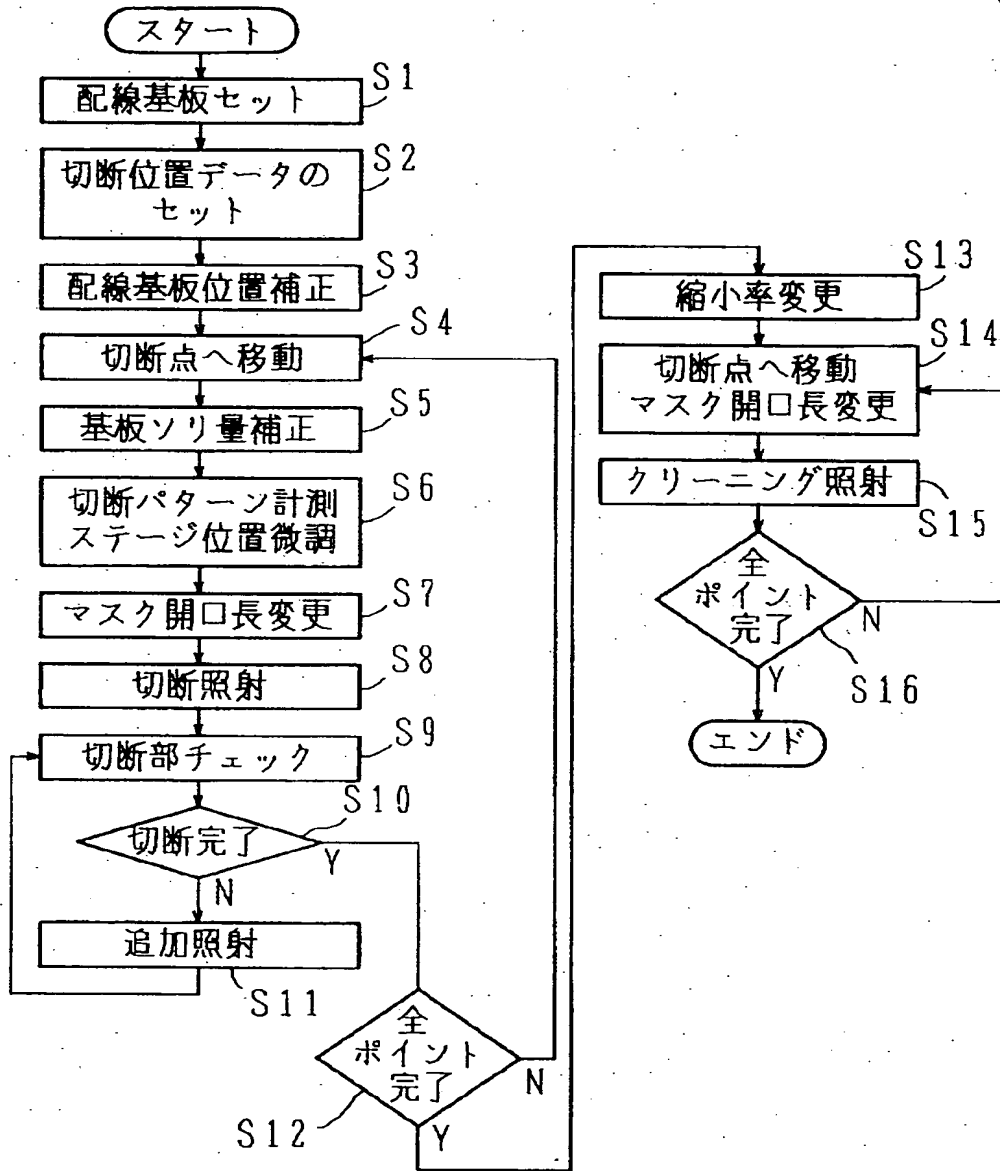 スタート
S1
配線基板セット
S2
切断位置データの
セット
S3
配線基板位置補正
S4
切断点へ移動
S5
基板ソリ量補正
S6
切断パターン計測
ステージ位置微調
S7
マスク開口長変更
S8
切断照射
S9
切断部チェック
S10
切断完了
Y
N
追加照射
S11
全
ポイント
完了
N
S12
Y
S13
縮小率変更
S14
切断点へ移動
マスク開口長変更
クリーニング照射
S15
全
ポイント
完了
N
S16
Y
エンド